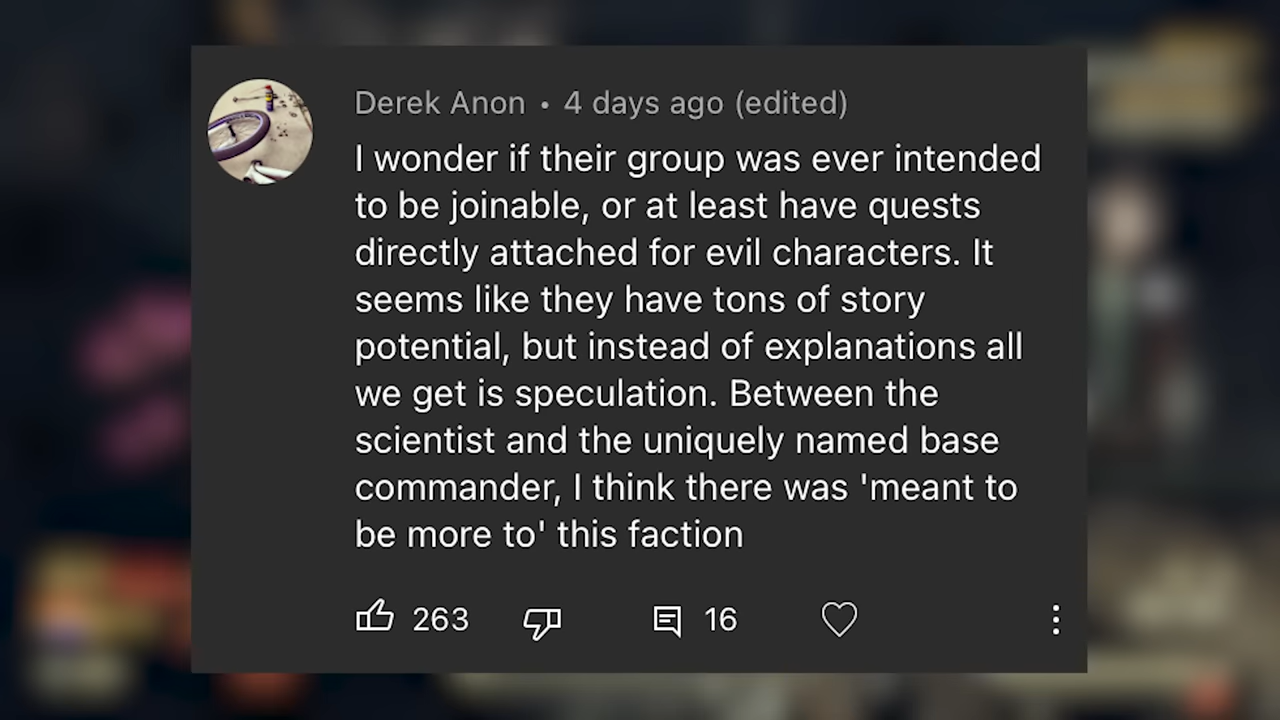 Derek Anon • 4 days ago (edited)
I wonder if their group was ever intended
to be joinable, or at least have quests
directly attached for evil characters. It
seems like they have tons of story
potential, but instead of explanations all
we get is speculation. Between the
scientist and the uniquely named base
commander, I think there was 'meant to
be more to' this faction
263 16